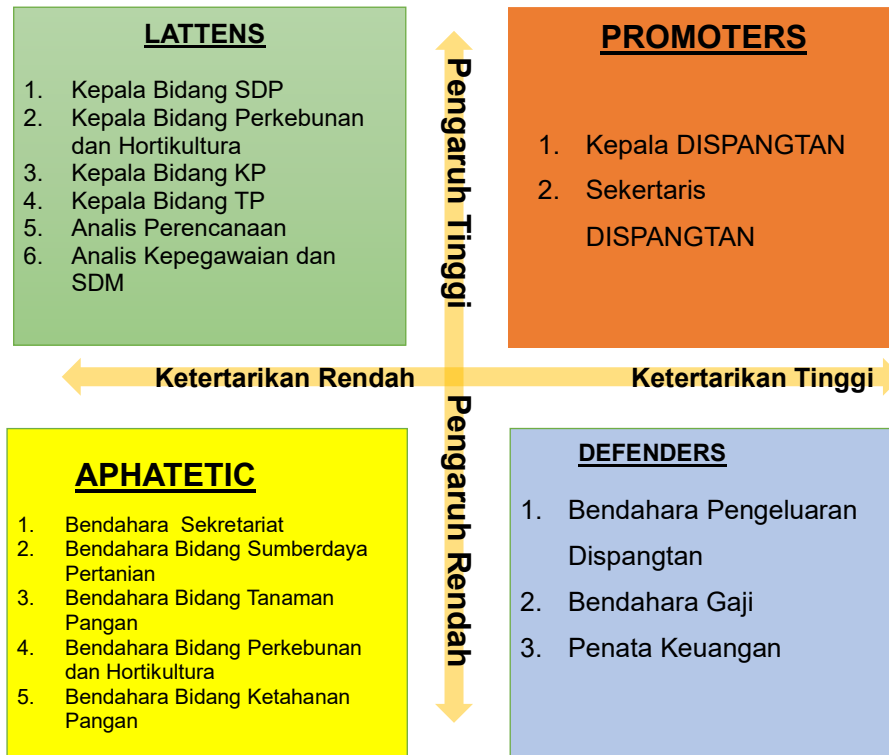 LATTENS
1. Kepala Bidang SDP
2. Kepala Bidang Perkebunan
dan Hortikultura
3. Kepala Bidang KP
4. Kepala Bidang TP
5. Analis Perencanaan
6. Analis Kepegawaian dan
SDM
Pengaruh Tinggi
PROMOTERS
1. Kepala DISPANGTAN
2. Sekertaris
DISPANGTAN
Ketertarikan Rendah
Ketertarikan Tinggi
APHATETIC
1. Bendahara Sekretariat
2. Bendahara Bidang Sumberdaya
Pertanian
3. Bendahara Bidang Tanaman
Pangan
4. Bendahara Bidang Perkebunan
dan Hortikultura
5. Bendahara Bidang Ketahanan
Pangan
Pengaruh Rendah
DEFENDERS
1. Bendahara Pengeluaran
Dispangtan
2. Bendahara Gaji
3. Penata Keuangan